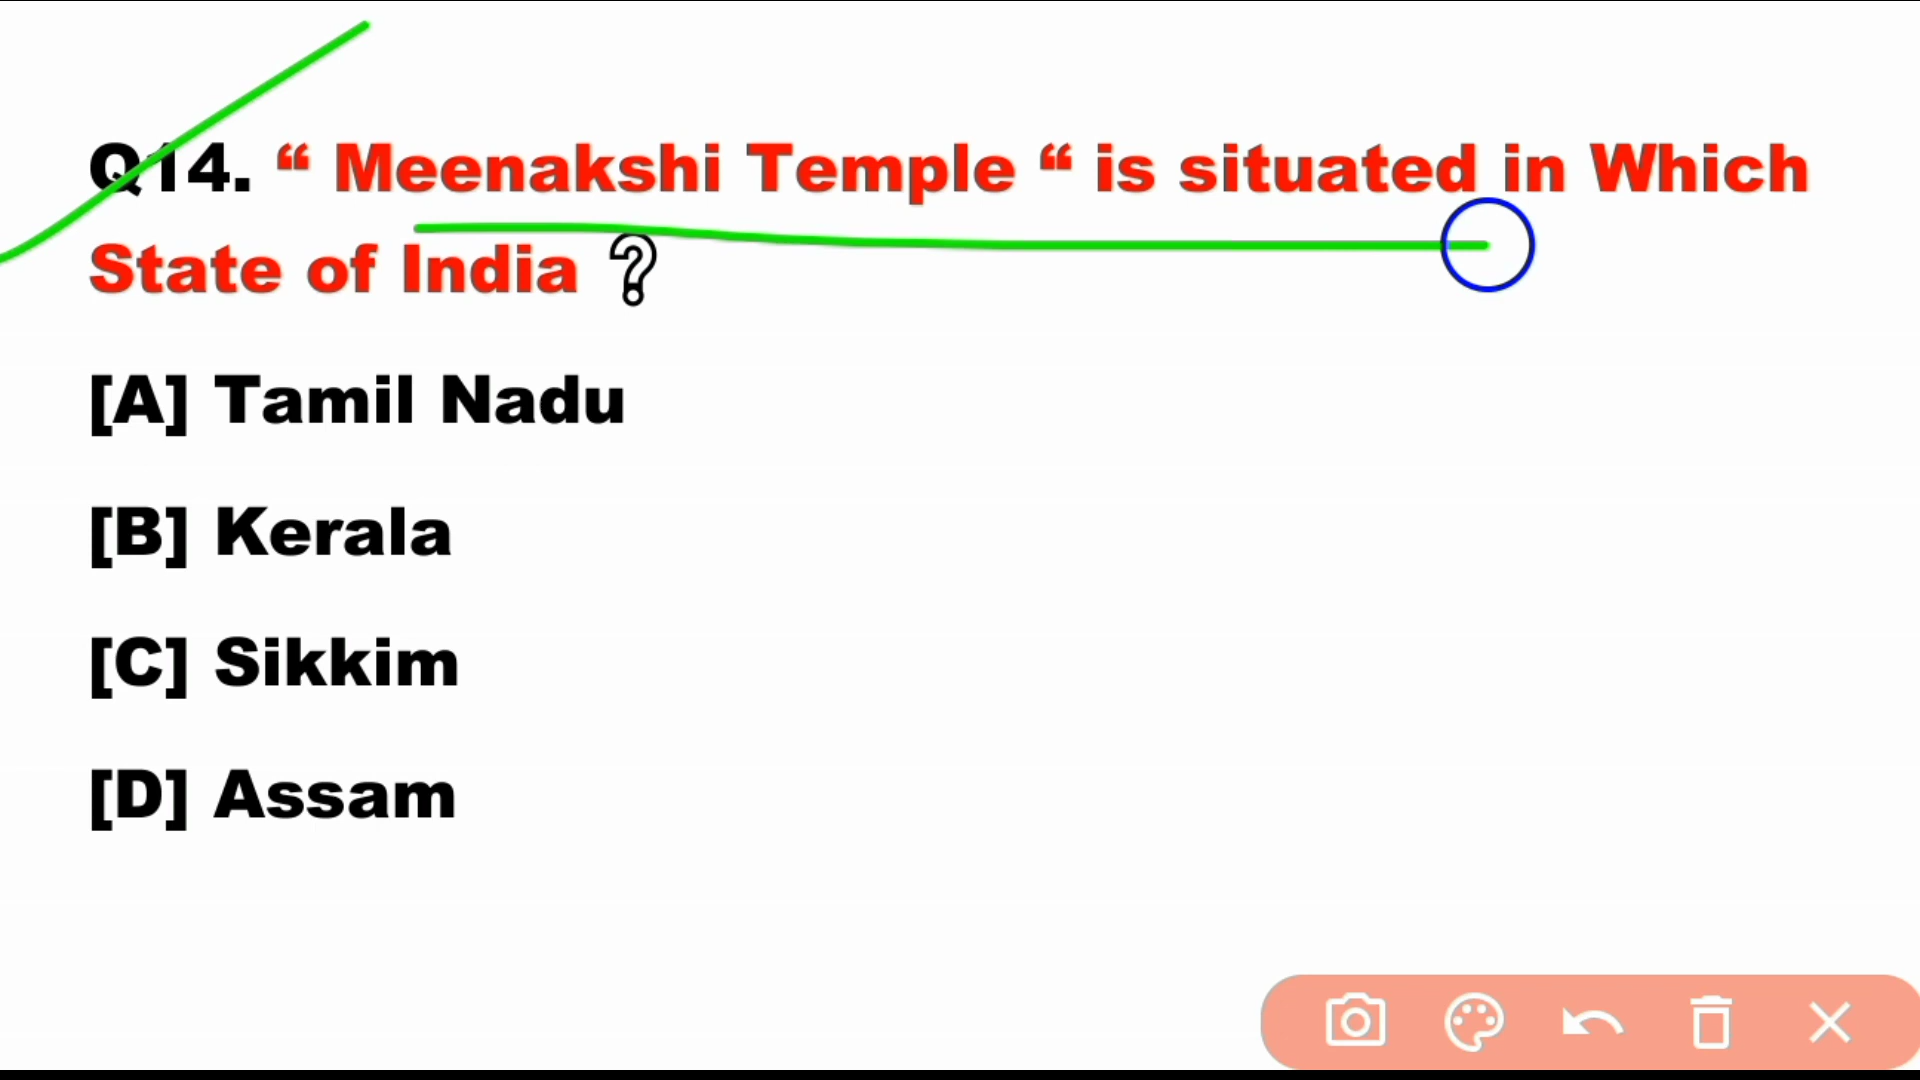 Q14. “ Meenakshi Temple “ is situated in Which
State of India ?
[A] Tamil Nadu
[B] Kerala
[C] Sikkim
[D] Assam